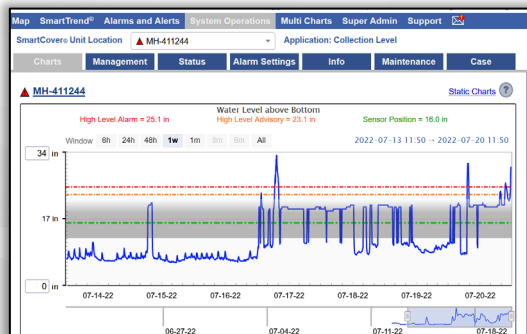 Map SmartTrend® Alarms and Alerts System Operations Multi Charts Super Admin Support
SmartCover® Unit Location MH-411244 Application: Collection Level
Charts Management Status Alarm Settings Info Maintenance Case
MH-411244 Static Charts ?
Water Level above Bottom
High Level Alarm = 25.1 in High Level Advisory = 23.1 in Sensor Position = 16.0 in
Window 6h 24h 48h 1w 1m 3m 6m All 2022-07-13 11:50 → 2022-07-20 11:50
34 in
17 in
0 in
07-14-22 07-15-22 07-16-22 07-17-22 07-18-22 07-19-22 07-20-22
06-27-22 07-04-22 07-11-22 07-18-22